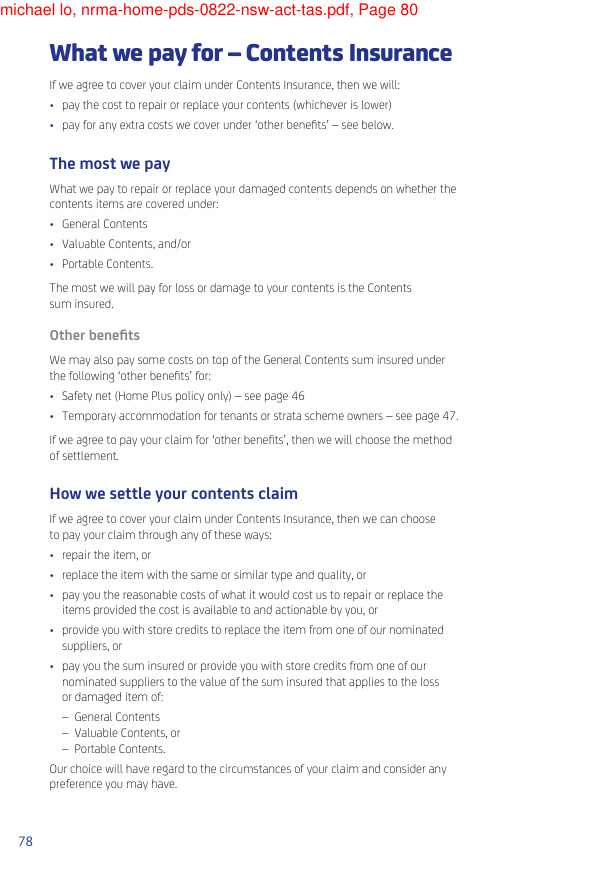 michael lo, nrma-home-pds-0822-nsw-act-tas.pdf, Page 80
What we pay for – Contents Insurance
If we agree to cover your claim under Contents Insurance, then we will:
• pay the cost to repair or replace your contents (whichever is lower)
• pay for any extra costs we cover under ‘other benefits’ – see below.
The most we pay
What we pay to repair or replace your damaged contents depends on whether the
contents items are covered under:
• General Contents
• Valuable Contents, and/or
• Portable Contents.
The most we will pay for loss or damage to your contents is the Contents
sum insured.
Other benefits
We may also pay some costs on top of the General Contents sum insured under
the following ‘other benefits’ for:
• Safety net (Home Plus policy only) – see page 46
• Temporary accommodation for tenants or strata scheme owners – see page 47.
If we agree to pay your claim for ‘other benefits’, then we will choose the method
of settlement.
How we settle your contents claim
If we agree to cover your claim under Contents Insurance, then we can choose
to pay your claim through any of these ways:
• repair the item, or
• replace the item with the same or similar type and quality, or
• pay you the reasonable costs of what it would cost us to repair or replace the
items provided the cost is available to and actionable by you, or
• provide you with store credits to replace the item from one of our nominated
suppliers, or
• pay you the sum insured or provide you with store credits from one of our
nominated suppliers to the value of the sum insured that applies to the loss
or damaged item of:
– General Contents
– Valuable Contents, or
– Portable Contents.
Our choice will have regard to the circumstances of your claim and consider any
preference you may have.
78